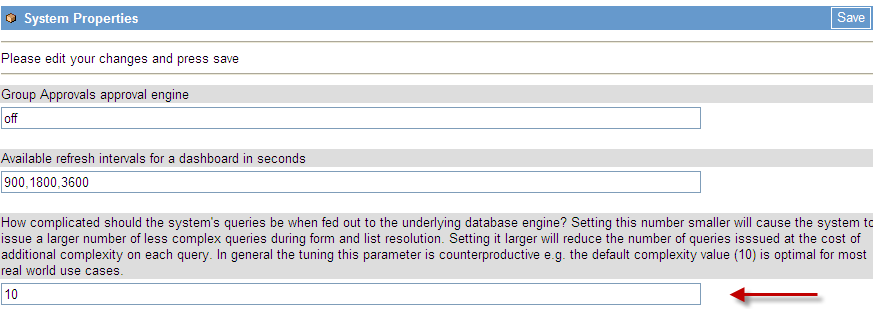 System Properties
Save
Please edit your changes and press save
Group Approvals approval engine
off
Available refresh intervals for a dashboard in seconds
900,1800,3600
How complicated should the system's queries be when fed out to the underlying database engine? Setting this number smaller will cause the system to
issue a larger number of less complex queries during form and list resolution. Setting it larger will reduce the number of queries isssued at the cost of
additional complexity on each query. In general the tuning this parameter is counterproductive e.g. the default complexity value (10) is optimal for most
real world use cases.
10